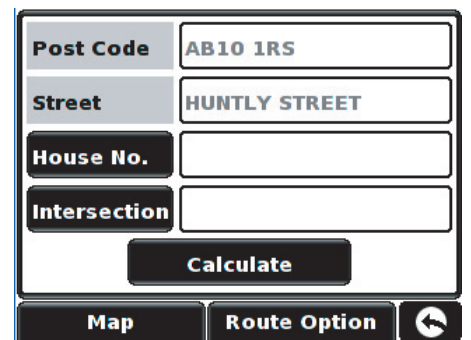 Post Code AB10 1RS
Street HUNTLY STREET
House No.
Intersection
Calculate
Map Route Option